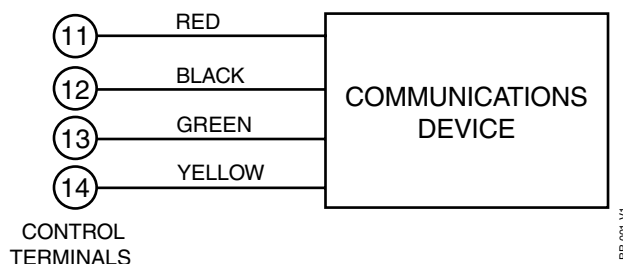 11 RED
12 BLACK
13 GREEN
14 YELLOW
COMMUNICATIONS
DEVICE
CONTROL
TERMINALS